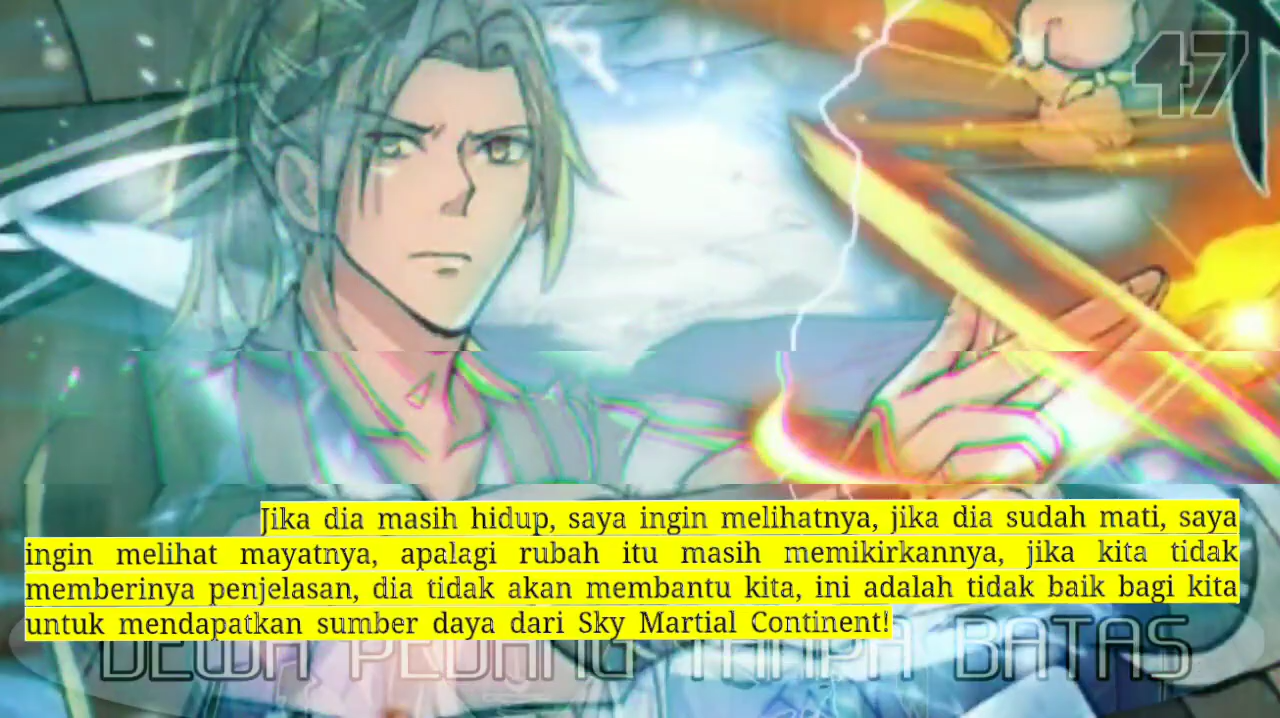 47
Jika dia masih hidup, saya ingin melihatnya, jika dia sudah mati, saya
ingin melihat mayatnya, apalagi rubah itu masih memikirkannya, jika kita tidak
memberinya penjelasan, dia tidak akan membantu kita, ini adalah tidak baik bagi kita
untuk mendapatkan sumber daya dari Sky Martial Continent!
DEWA PEDANG TANPA BATAS